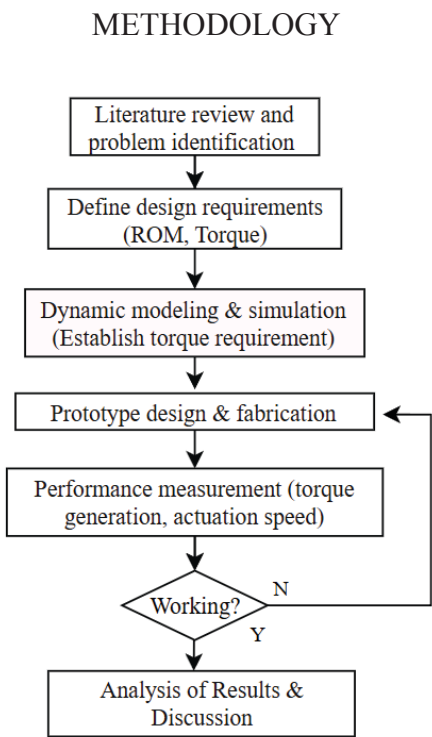 METHODOLOGY
Literature review and
problem identification
Define design requirements
(ROM, Torque)
Dynamic modeling & simulation
(Establish torque requirement)
Prototype design & fabrication
Performance measurement (torque
generation, actuation speed)
Working?
N
Y
Analysis of Results &
Discussion